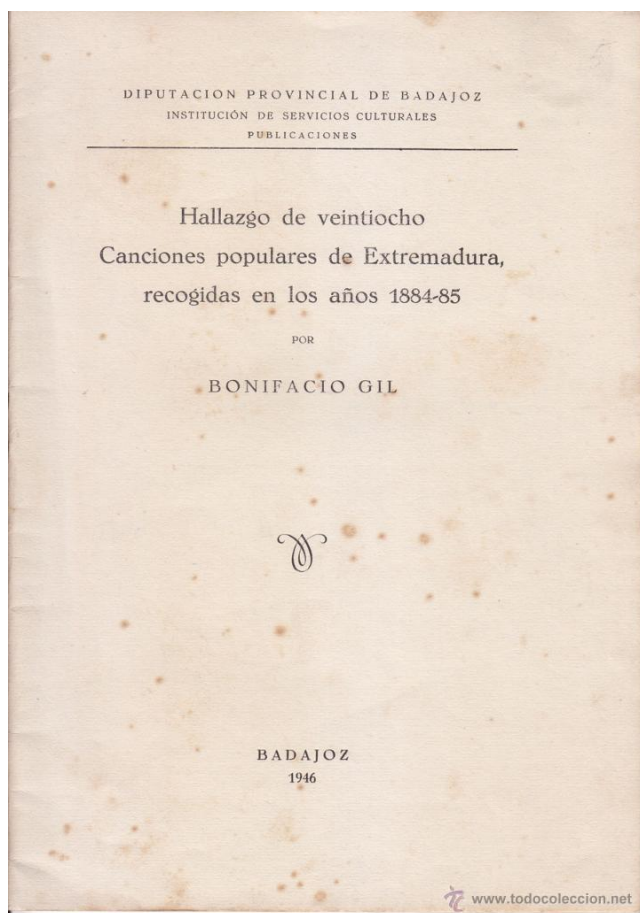 DIPUTACION PROVINCIAL DE BADAJOZ
INSTITUCIÓN DE SERVICIOS CULTURALES
PUBLICACIONES
Hallazgo de veintiocho
Canciones populares de Extremadura,
recogidas en los años 1884-85
POR
BONIFACIO GIL
BADAJOZ
1946
www.todocoleccion.net